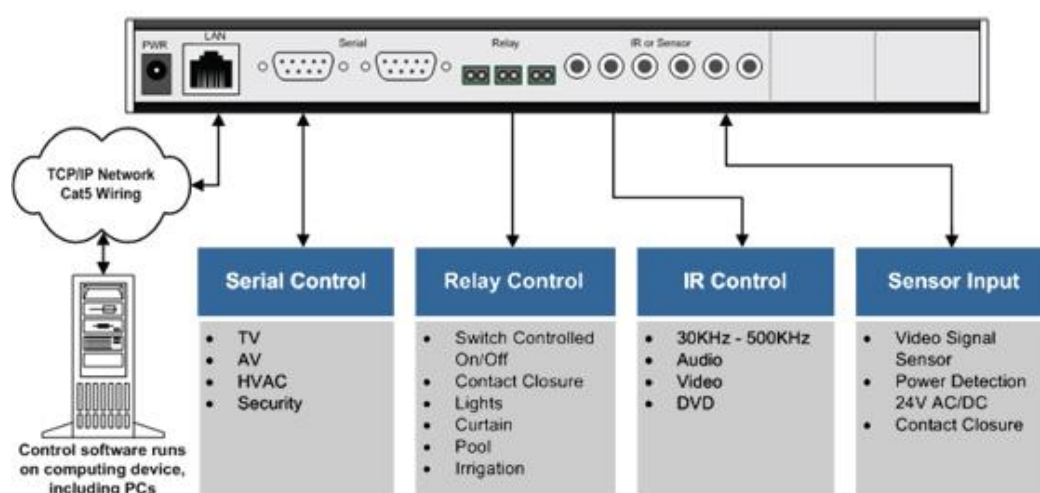 PWR
LAN
Serial
Relay
IR or Sensor
TCP/IP Network
Cat5 Wiring
Control software runs
on computing device,
including PCs
Serial Control
• TV
• AV
• HVAC
• Security
Relay Control
• Switch Controlled
On/Off
• Contact Closure
• Lights
• Curtain
• Pool
• Irrigation
IR Control
• 30KHz - 500KHz
• Audio
• Video
• DVD
Sensor Input
• Video Signal
Sensor
• Power Detection
24V AC/DC
• Contact Closure